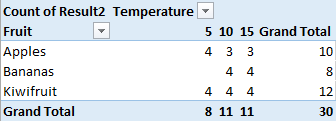 Count of Result2 Temperature
Fruit 5 10 15 Grand Total
Apples 4 3 3 10
Bananas 4 4 8
Kiwifruit 4 4 4 12
Grand Total 8 11 11 30